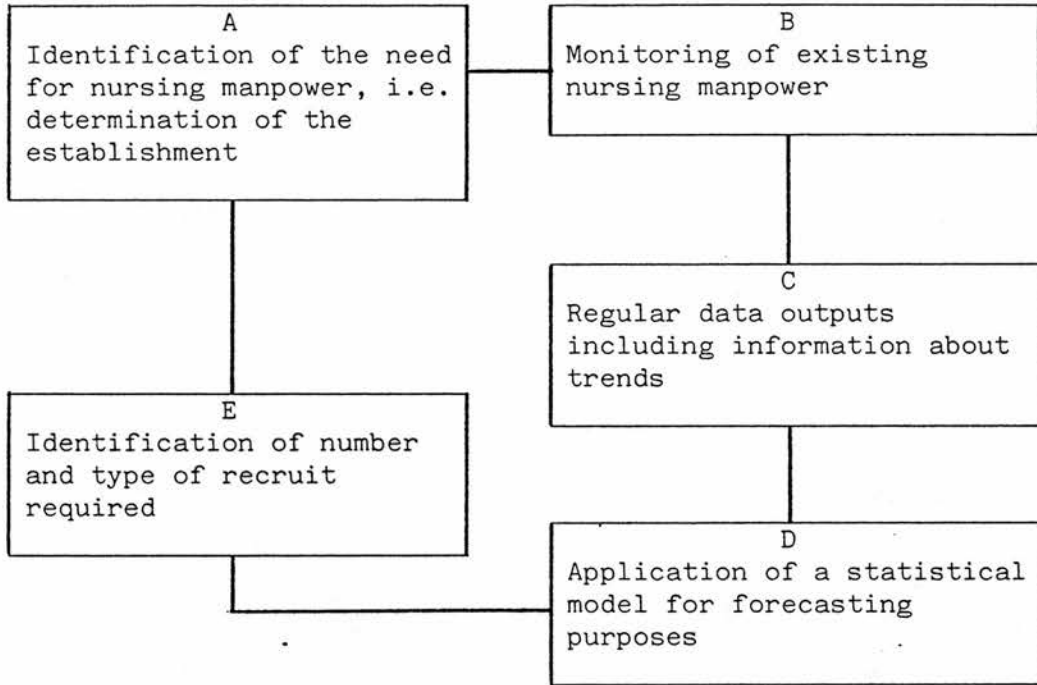 A
Identification of the need
for nursing manpower, i.e.
determination of the
establishment
B
Monitoring of existing
nursing manpower
C
Regular data outputs
including information about
trends
D
Application of a statistical
model for forecasting
purposes
E
Identification of number
and type of recruit
required